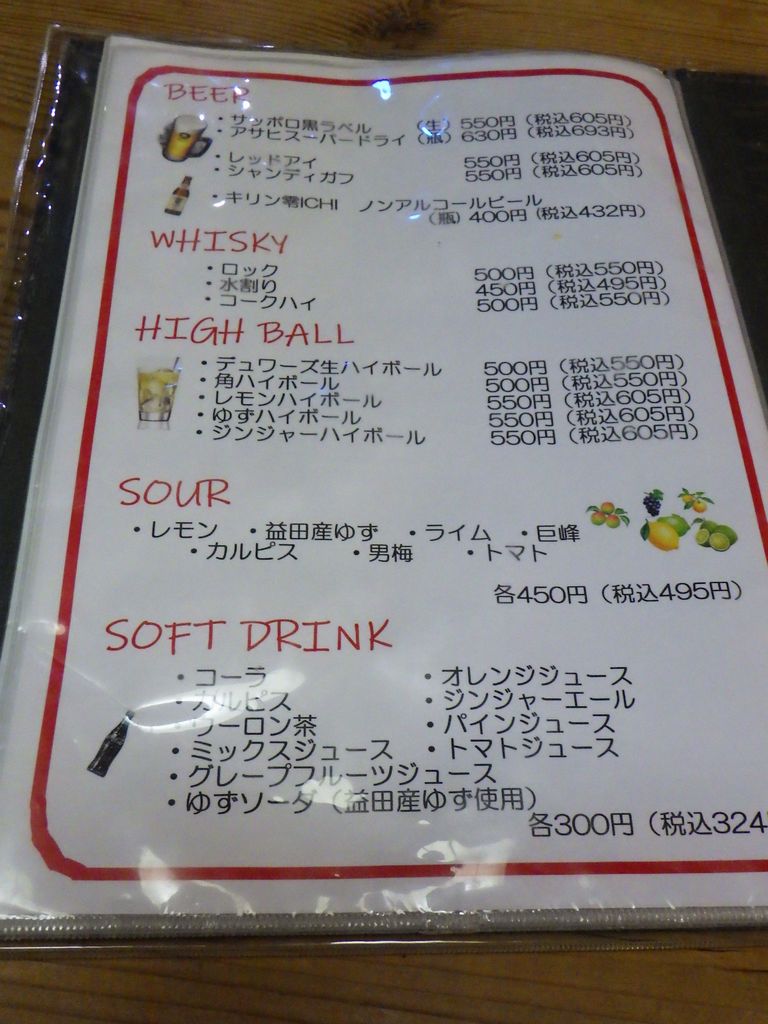 BEER
・サッポロ黒ラベル (生) 550円 (税込605円)
・アサヒスーパードライ (瓶) 630円 (税込693円)
・レッドアイ 550円 (税込605円)
・シャンディガフ 550円 (税込605円)
・キリン零ICHI ノンアルコールビール
(瓶) 400円 (税込432円)
WHISKY
・ロック 500円 (税込550円)
・水割り 450円 (税込495円)
・コークハイ 500円 (税込550円)
HIGH BALL
・デュワーズ生ハイボール 500円 (税込550円)
・角ハイボール 500円 (税込550円)
・レモンハイボール 550円 (税込605円)
・ゆずハイボール 550円 (税込605円)
・ジンジャーハイボール 550円 (税込605円)
SOUR
・レモン ・益田産ゆず ・ライム ・巨峰
・カルピス ・男梅 ・トマト
各450円 (税込495円)
SOFT DRINK
・コーラ ・オレンジジュース
・カルピス ・ジンジャーエール
・ウーロン茶 ・パインジュース
・ミックスジュース ・トマトジュース
・グレープフルーツジュース
・ゆずソーダ (益田産ゆず使用)
各300円 (税込324